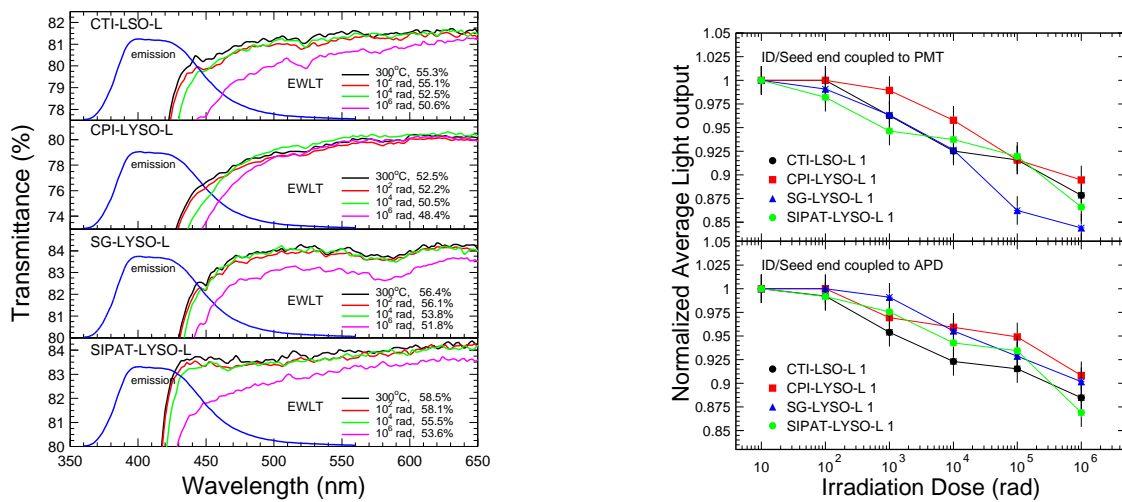 Transmittance (%)
CTI-LSO-L
emission
EWLT
300°C, 55.3%
10² rad, 55.1%
10⁴ rad, 52.5%
10⁶ rad, 50.6%
82
81
80
79
78
CPI-LYSO-L
emission
EWLT
300°C, 52.5%
10² rad, 52.2%
10⁴ rad, 50.5%
10⁶ rad, 48.4%
80
78
76
74
SG-LYSO-L
emission
EWLT
300°C, 56.4%
10² rad, 56.1%
10⁴ rad, 53.8%
10⁶ rad, 51.8%
84
83
82
81
80
SIPAT-LYSO-L
emission
EWLT
300°C, 58.5%
10² rad, 58.1%
10⁴ rad, 55.5%
10⁶ rad, 53.6%
84
83
82
81
80
350 400 450 500 550 600 650
Wavelength (nm)
Normalized Average Light output
1.05
1.025
1
0.975
0.95
0.925
0.9
0.875
0.85
ID/Seed end coupled to PMT
CTI-LSO-L 1
CPI-LYSO-L 1
SG-LYSO-L 1
SIPAT-LYSO-L 1
1.05
1.025
1
0.975
0.95
0.925
0.9
0.875
0.85
ID/Seed end coupled to APD
CTI-LSO-L 1
CPI-LYSO-L 1
SG-LYSO-L 1
SIPAT-LYSO-L 1
10 10² 10³ 10⁴ 10⁵ 10⁶
Irradiation Dose (rad)